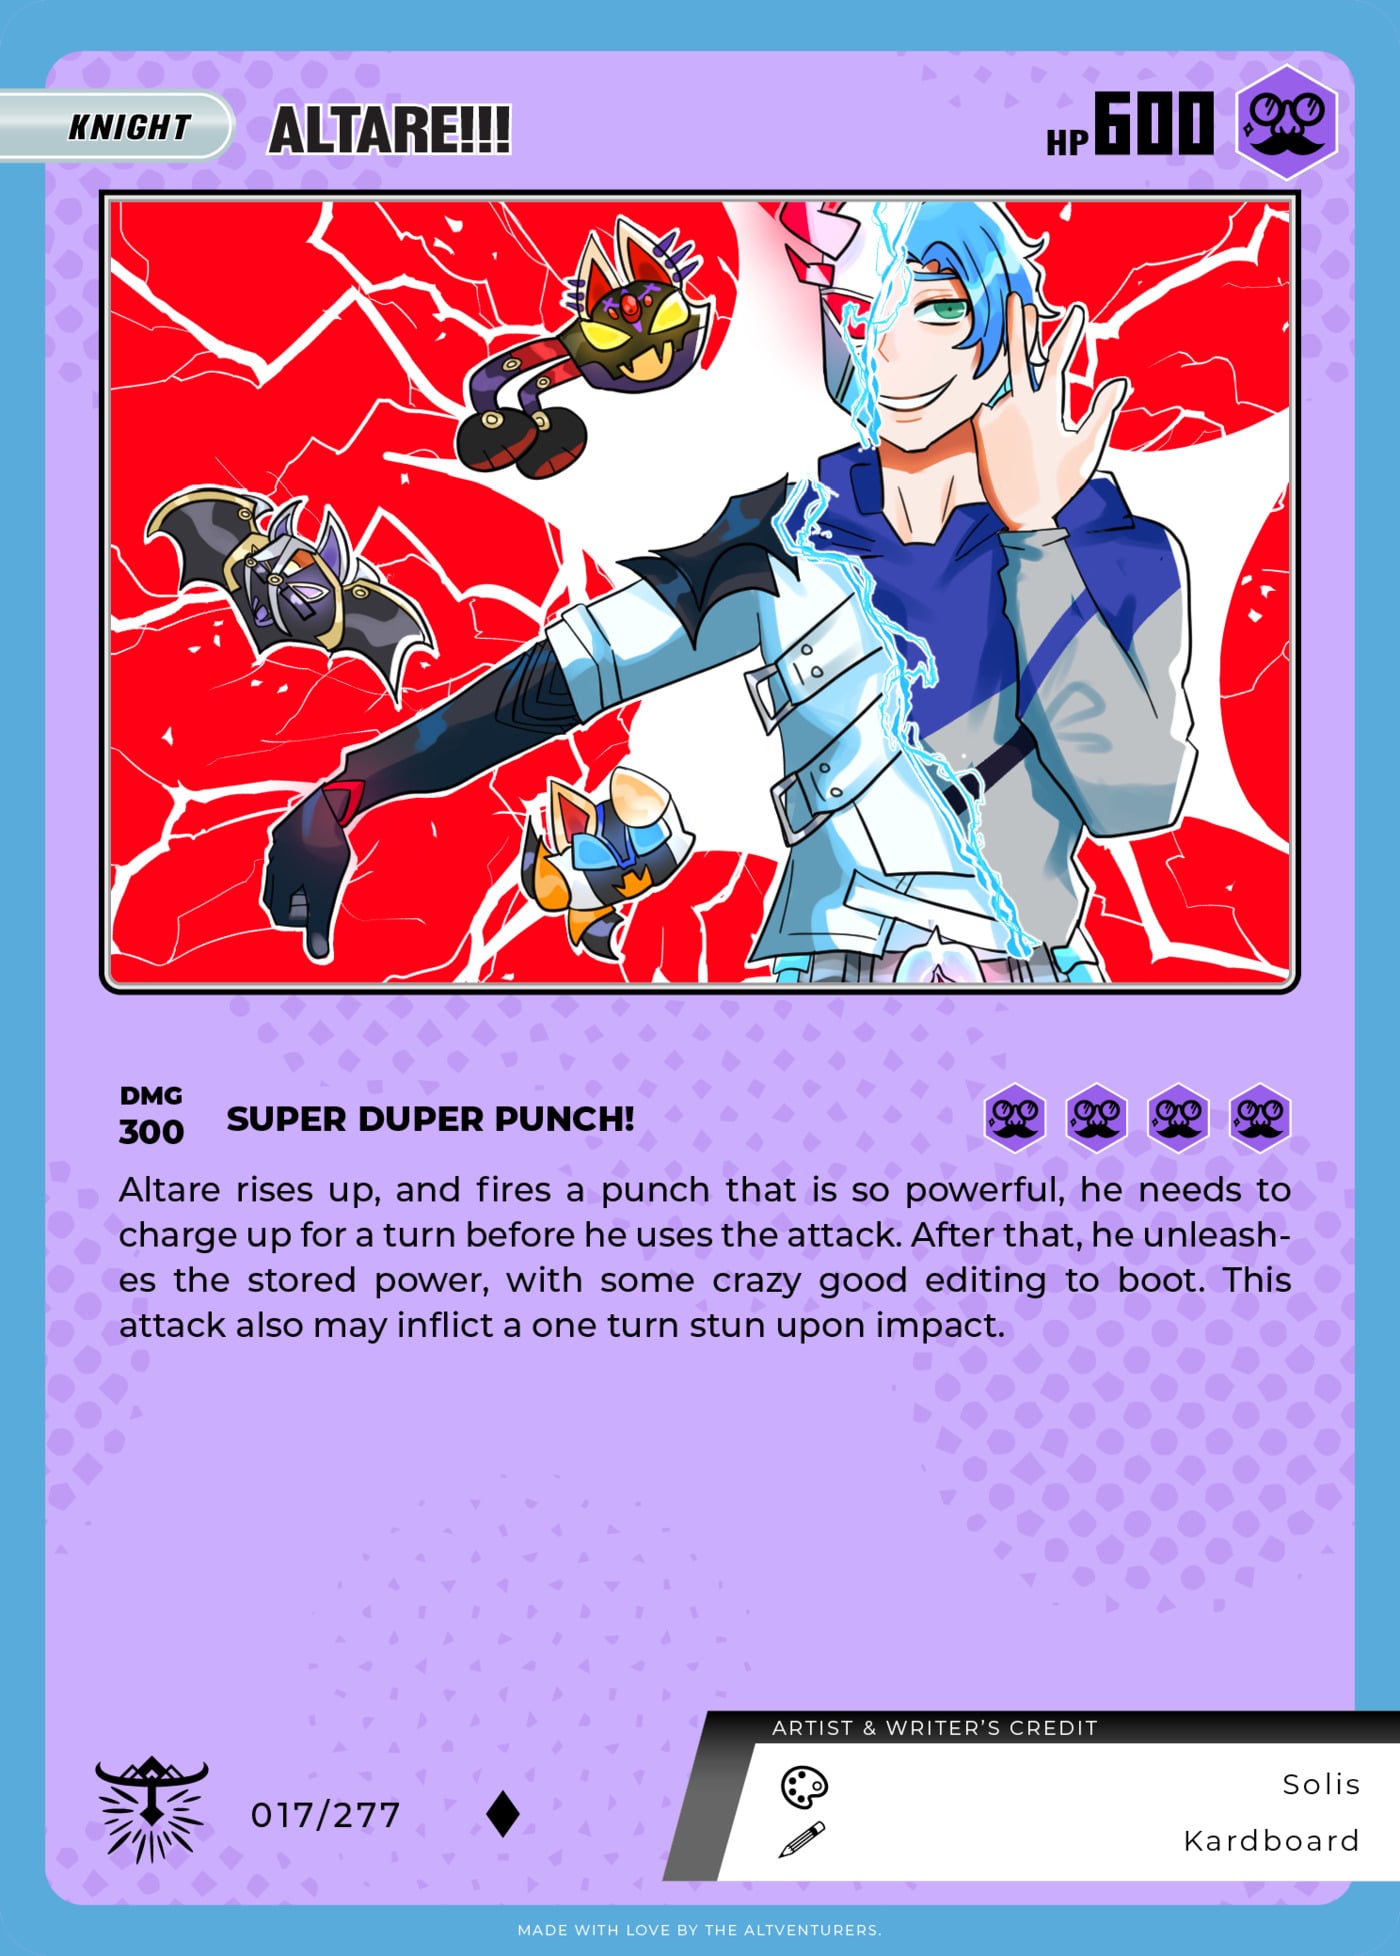 KNIGHT
ALTARE!!!
HP 600
DMG
300
SUPER DUPER PUNCH!
Altare rises up, and fires a punch that is so powerful, he needs to
charge up for a turn before he uses the attack. After that, he unleash-
es the stored power, with some crazy good editing to boot. This
attack also may inflict a one turn stun upon impact.
ARTIST & WRITER'S CREDIT
Solis
Kardboard
017/277
MADE WITH LOVE BY THE ALTVENTURERS.